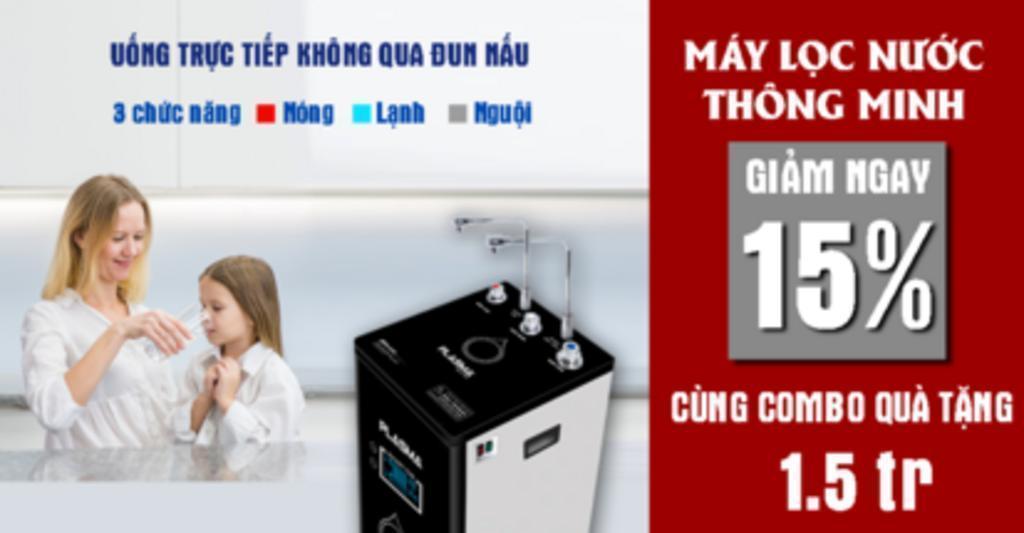 UỐNG TRỰC TIẾP KHÔNG QUA ĐUN NẤU
3 chức năng Nóng Lạnh Nguội
PLASMA
PLASMA
MÁY LỌC NƯỚC
THÔNG MINH
GIẢM NGAY
15%
CÙNG COMBO QUÀ TẶNG
1.5 tr